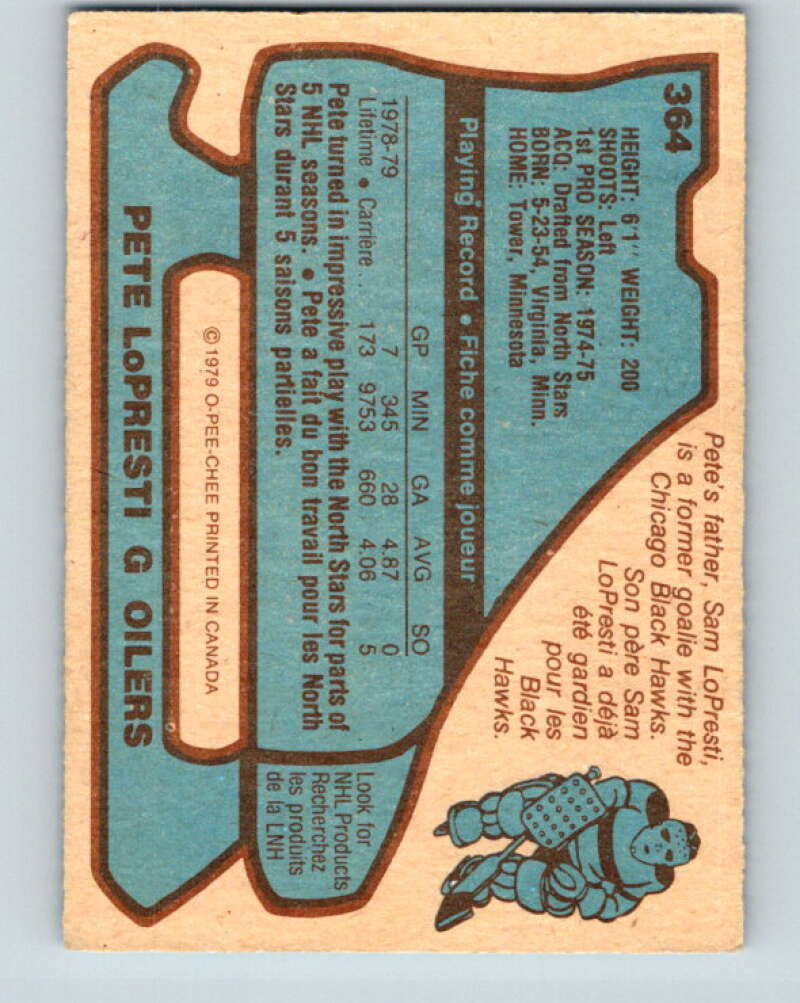 364
HEIGHT: 6'1" WEIGHT: 200
SHOOTS: Left
1st PRO SEASON: 1974-75
ACQ: Drafted from North Stars
BORN: 5-23-54, Virginia, Minn.
HOME: Tower, Minnesota
Pete's father, Sam LoPresti,
is a former goalie with the
Chicago Black Hawks.
Son père Sam
LoPresti a déjà
été gardien
pour les
Black
Hawks.
Playing Record • Fiche comme joueur
GP MIN GA AVG SO
1978-79 7 345 28 4.87 0
Lifetime • Carrière... 173 9753 660 4.06 5
Pete turned in impressive play with the North Stars for parts of
5 NHL seasons. • Pete a fait du bon travail pour les North
Stars durant 5 saisons partielles.
Look for
NHL Products
Recherchez
les produits
de la LNH
© 1979 O-PEE-CHEE PRINTED IN CANADA
PETE LoPRESTI G OILERS